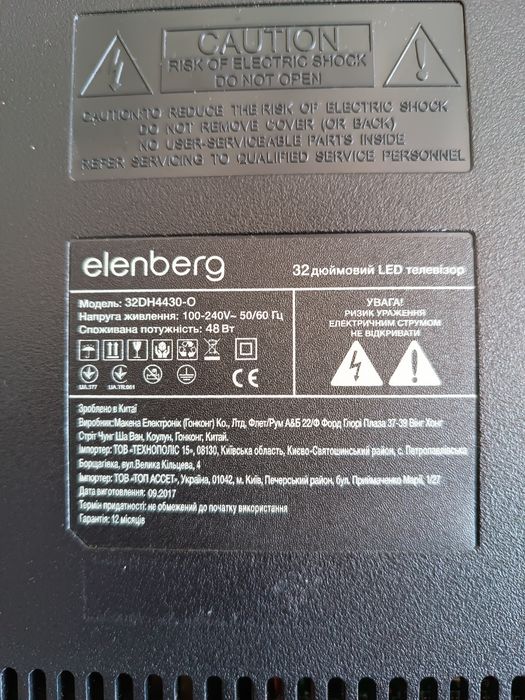 CAUTION
RISK OF ELECTRIC SHOCK
DO NOT OPEN
CAUTION:TO REDUCE THE RISK OF ELECTRIC SHOCK
DO NOT REMOVE COVER (OR BACK)
NO USER-SERVICEABLE PARTS INSIDE
REFER SERVICING TO QUALIFIED SERVICE PERSONNEL
elenberg
32 дюймовий LED телевізор
Модель: 32DH4430-O
Напруга живлення: 100-240V~ 50/60 Гц
Споживана потужність: 48 Вт
УВАГА!
РИЗИК УРАЖЕННЯ
ЕЛЕКТРИЧНИМ СТРУМОМ
НЕ ВІДКРИВАТИ
UA.177
UA.TR.061
CE
Зроблено в Китаї
Виробник:Макена Електронік (Гонконг) Ко., Лтд, Флет/Рум А&Б 22/Ф Форд Глорі Плаза 37-39 Вінг Хонг
Стріт Чунг Ша Ван, Коулун, Гонконг, Китай.
Імпортер: ТОВ «ТЕХНОПОЛІС 15», 08130, Київська область, Києво-Святошинський район, с. Петропавлівська
Борщагівка, вул.Велика Кільцева, 4
Імпортер: ТОВ «ТОП АССЕТ», Україна, 01042, м. Київ, Печерський район, бул. Приймаченко Марії, 1/27
Дата виготовлення: 09.2017
Термін придатності: не обмежений до початку використання
Гарантія: 12 місяців